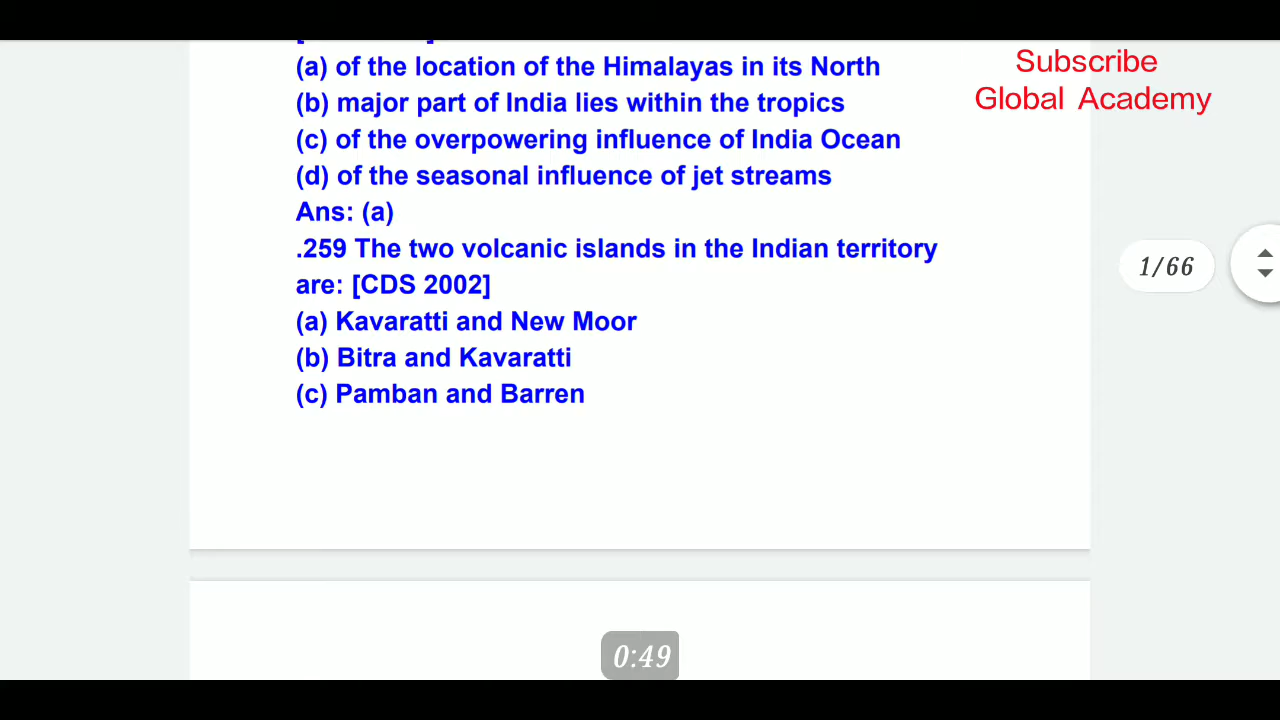 (a) of the location of the Himalayas in its North
(b) major part of India lies within the tropics
(c) of the overpowering influence of India Ocean
(d) of the seasonal influence of jet streams
Ans: (a)
.259 The two volcanic islands in the Indian territory
are: [CDS 2002]
(a) Kavaratti and New Moor
(b) Bitra and Kavaratti
(c) Pamban and Barren
Subscribe
Global Academy
1/66
0:49